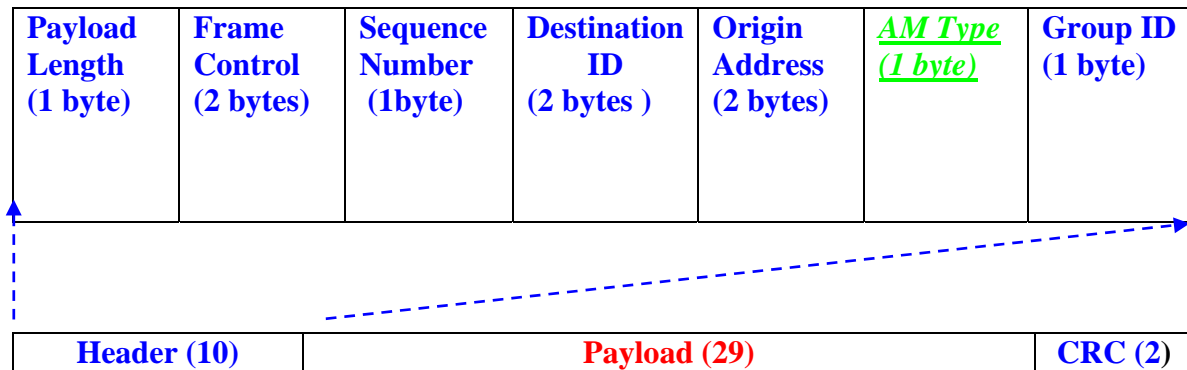 Payload
Length
(1 byte)
Frame
Control
(2 bytes)
Sequence
Number
(1byte)
Destination
ID
(2 bytes )
Origin
Address
(2 bytes)
AM Type
(1 byte)
Group ID
(1 byte)
Header (10)
Payload (29)
CRC (2)